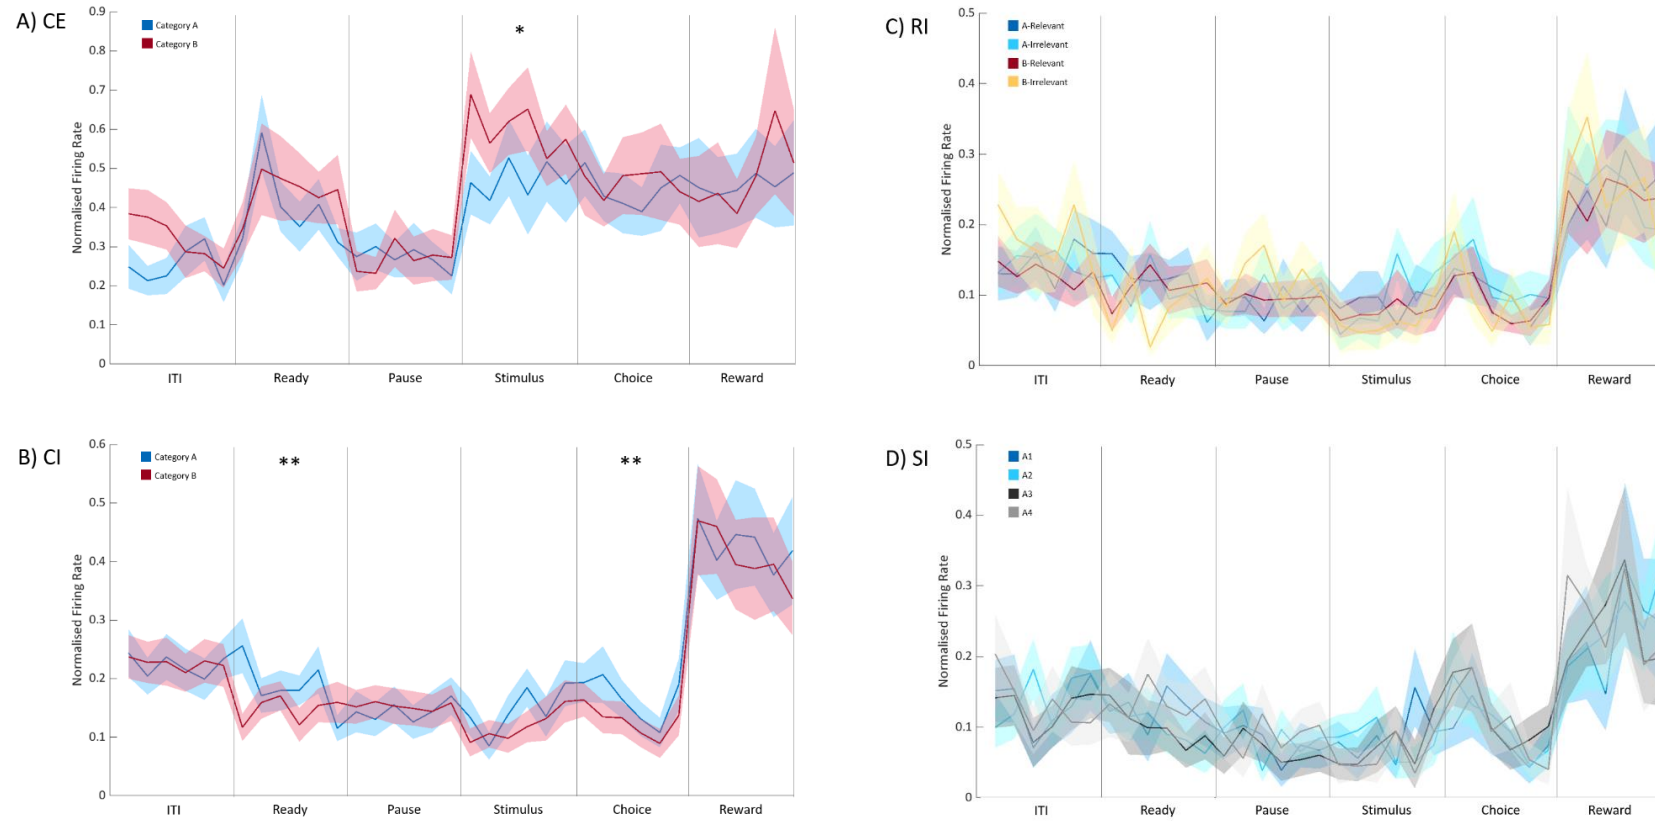 A) CE
0.9
0.8
0.7
0.6
0.5
0.4
0.3
0.2
0.1
0
Normalised Firing Rate
Category A
Category B
*
ITI Ready Pause Stimulus Choice Reward
B) CI
0.6
0.5
0.4
0.3
0.2
0.1
0
Normalised Firing Rate
Category A
Category B
**
**
ITI Ready Pause Stimulus Choice Reward
C) RI
0.5
0.4
0.3
0.2
0.1
0
Normalised Firing Rate
A-Relevant
A-Irrelevant
B-Relevant
B-Irrelevant
ITI Ready Pause Stimulus Choice Reward
D) SI
0.5
0.4
0.3
0.2
0.1
0
Normalised Firing Rate
A1
A2
A3
A4
ITI Ready Pause Stimulus Choice Reward